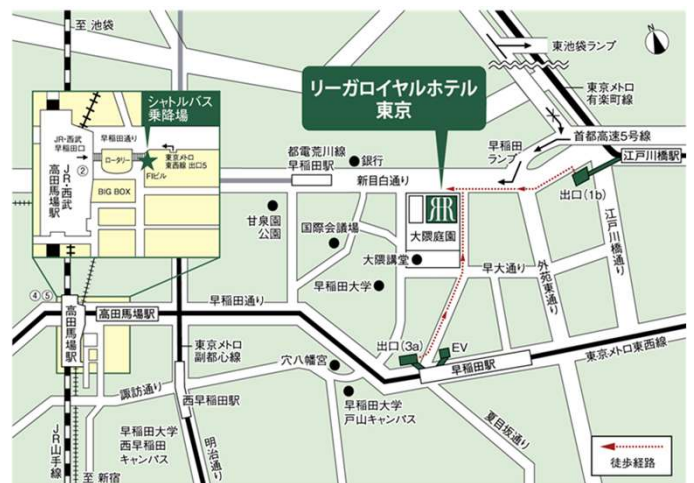 至 池袋
N
東池袋ランプ
東京メトロ
有楽町線
リーガロイヤルホテル
東京
シャトルバス
乗降場
早稲田通り
JR・西武
早稲田口
②
ロータリー
東京メトロ
東西線 出口5
FIビル
JR・西武
高田馬場駅
BIG BOX
首都高速5号線
早稲田
ランプ
江戸川橋駅
出口(1b)
都電荒川線
早稲田駅
銀行
新目白通り
RR
大隈庭園
甘泉園
公園
国際会議場
大隈講堂
早稲田大学
早大通り
外苑東通り
江戸川橋通り
④⑤
高田馬場駅
高田馬場駅
早稲田通り
東京メトロ
副都心線
穴八幡宮
出口(3a)
EV
早稲田駅
東京メトロ東西線
諏訪通り
西早稲田駅
早稲田大学
戸山キャンパス
夏目坂通り
早稲田大学
西早稲田
キャンパス
明治通り
JR山手線
至 新宿
徒歩経路